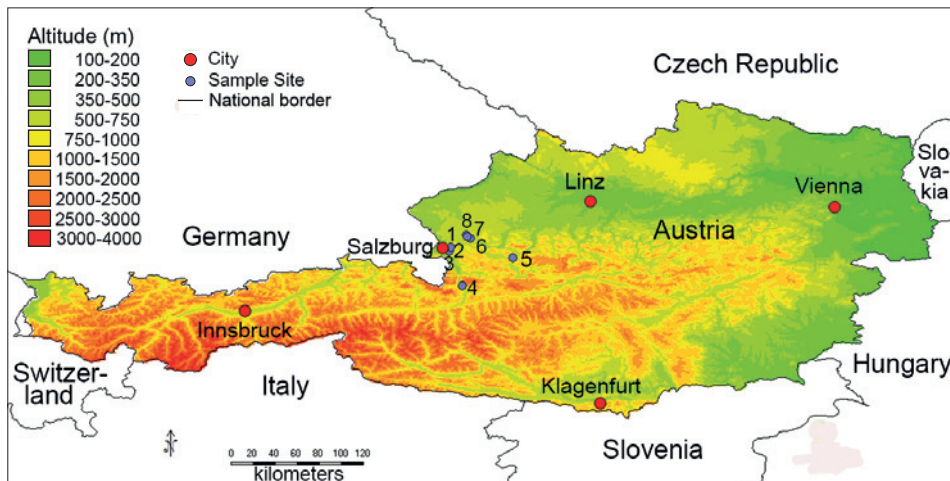 Altitude (m)
100-200
200-350
350-500
500-750
750-1000
1000-1500
1500-2000
2000-2500
2500-3000
3000-4000
City
Sample Site
National border
Czech Republic
Slo-
va-
kia
Linz
Vienna
Germany
Salzburg
Austria
1
2
3
4
5
6
7
8
Innsbruck
Switzer-
land
Italy
Klagenfurt
Hungary
Slovenia
0 20 40 60 80 100 120
kilometers